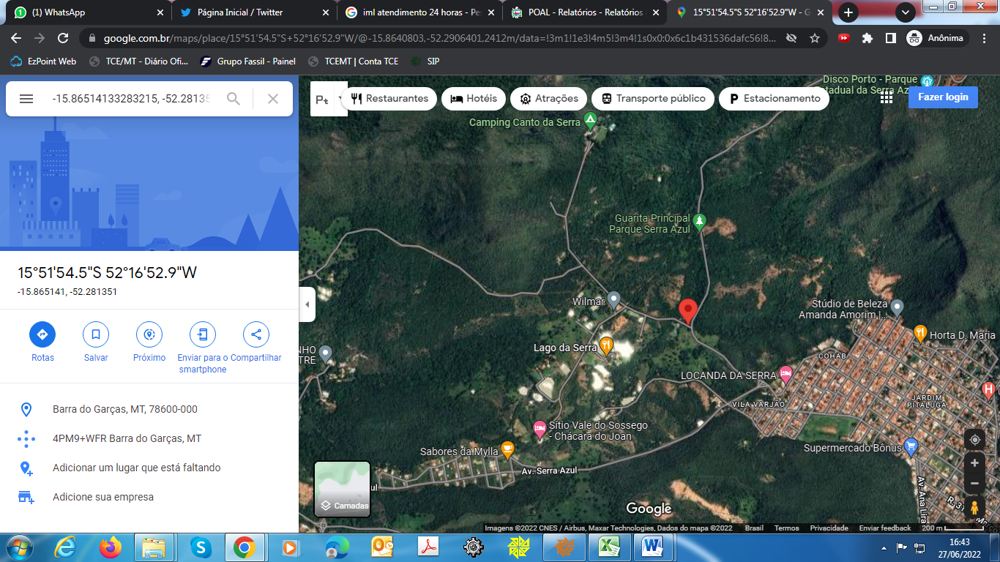 (1) WhatsApp
Página Inicial / Twitter
iml atendimento 24 horas - Pe
POAL - Relatórios - Relatórios
15°51'54.5"S 52°16'52.9"W - G
google.com.br/maps/place/15°51'54.5"S+52°16'52.9"W/@-15.8640803,-52.2906401,2412m/data=!3m1!1e3!4m5!3m4!1s0x0:0x6c1b431536dafc56!8...
Anônima
EzPoint Web
TCE/MT - Diário Ofi...
Grupo Fassil - Painel
TCEMT | Conta TCE
SIP
-15.86514133283215, -52.28135
Pt
Restaurantes
Hotéis
Atrações
Transporte público
Estacionamento
Fazer login
Disco Porto - Parque
Estadual da Serra Az
Camping Canto da Serra
Guarita Principal
Parque Serra Azul
Wilmar
Lago da Serra
Stúdio de Beleza
Amanda Amorim |...
Horta D. Maria
COHAB
LOCANDA DA SERRA
VILA VARJÃO
JARDIM
PITALUGA
NHO
TRE
Sítio Vale do Sossego
- Chácara do Joan
Sabores da Mylla
Av. Serra Azul
ul
Supermercado Bônus
Av. Ana Lira
R. 31
Camadas
Google
15°51'54.5"S 52°16'52.9"W
-15.865141, -52.281351
Rotas
Salvar
Próximo
Enviar para o
smartphone
Compartilhar
Barra do Garças, MT, 78600-000
4PM9+WFR Barra do Garças, MT
Adicionar um lugar que está faltando
Adicione sua empresa
Imagens ©2022 CNES / Airbus, Maxar Technologies, Dados do mapa ©2022
Brasil
Termos
Privacidade
Enviar feedback
200 m
16:43
27/06/2022